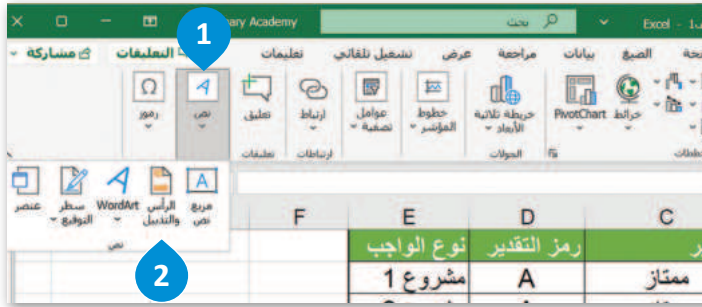 Excel - 1 بحث ary Academy
الصيغ بيانات مراجعة عرض تشغيل تلقائي تعليمات التعليقات مشاركة
1
خرائط PivotChart خريطة ثلاثية الأبعاد خطوط المؤشر عوامل تصفية ارتباط تعليق نص رموز
الجولات ارتباطات تعليقات
مربع نص الرأس والتذييل WordArt سطر التوقيع عنصر
نص
2
C D E F
رمز التقدير نوع الواجب
ممتاز A مشروع 1